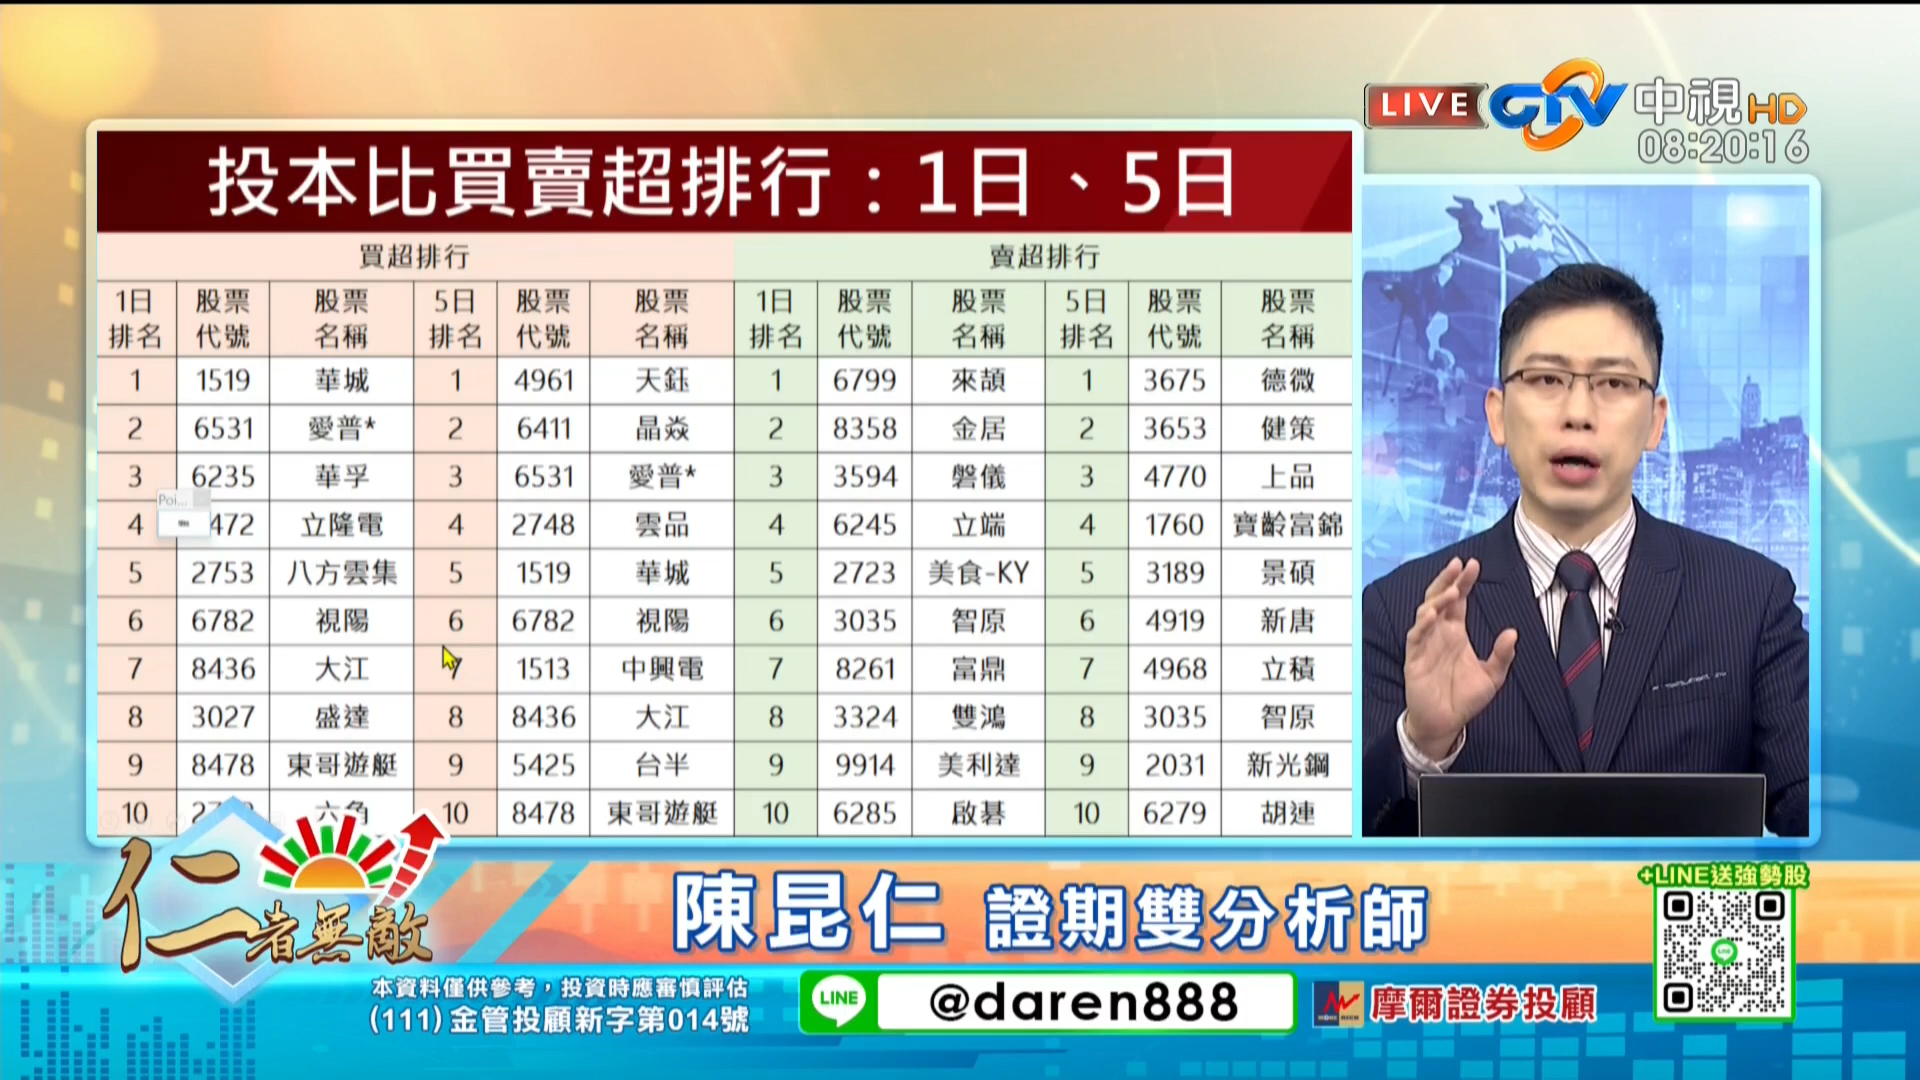 LIVE CTV 中視HD
08:20:16
投本比買賣超排行：1日、5日
買超排行 賣超排行
1日排名 股票代號 股票名稱 5日排名 股票代號 股票名稱 1日排名 股票代號 股票名稱 5日排名 股票代號 股票名稱
1 1519 華城 1 4961 天鈺 1 6799 來頡 1 3675 德微
2 6531 愛普* 2 6411 晶焱 2 8358 金居 2 3653 健策
3 6235 華孚 3 6531 愛普* 3 3594 磐儀 3 4770 上品
Poi...
4 472 立隆電 4 2748 雲品 4 6245 立端 4 1760 寶齡富錦
5 2753 八方雲集 5 1519 華城 5 2723 美食-KY 5 3189 景碩
6 6782 視陽 6 6782 視陽 6 3035 智原 6 4919 新唐
7 8436 大江 7 1513 中興電 7 8261 富鼎 7 4968 立積
8 3027 盛達 8 8436 大江 8 3324 雙鴻 8 3035 智原
9 8478 東哥遊艇 9 5425 台半 9 9914 美利達 9 2031 新光鋼
10 六角 10 8478 東哥遊艇 10 6285 啟碁 10 6279 胡連
仁者無敵
陳昆仁 證期雙分析師
+LINE送強勢股
本資料僅供參考，投資時應審慎評估
(111)金管投顧新字第014號
LINE @daren888
摩爾證券投顧